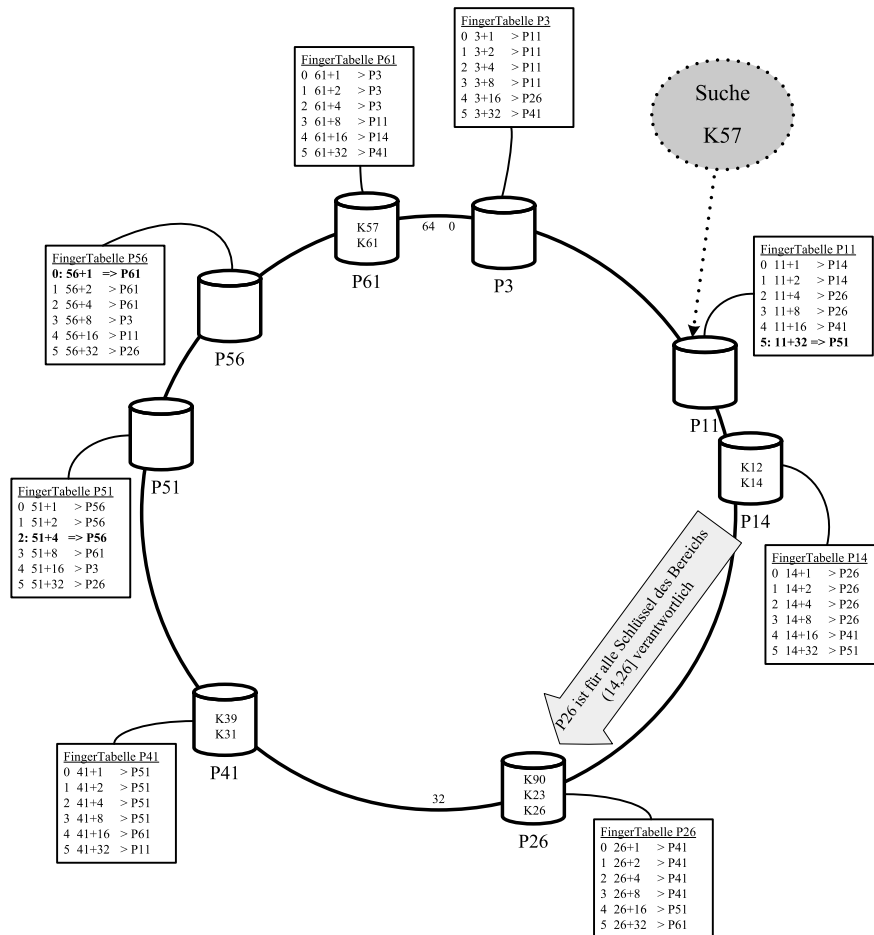 FingerTabelle P3
0 3+1 > P11
1 3+2 > P11
2 3+4 > P11
3 3+8 > P11
4 3+16 > P26
5 3+32 > P41
FingerTabelle P61
0 61+1 > P3
1 61+2 > P3
2 61+4 > P3
3 61+8 > P11
4 61+16 > P14
5 61+32 > P41
Suche
K57
FingerTabelle P56
0: 56+1 => P61
1 56+2 > P61
2 56+4 > P61
3 56+8 > P3
4 56+16 > P11
5 56+32 > P26
K57
K61
P61
64 0
P3
FingerTabelle P11
0 11+1 > P14
1 11+2 > P14
2 11+4 > P26
3 11+8 > P26
4 11+16 > P41
5: 11+32 => P51
P56
P11
P51
K12
K14
P14
FingerTabelle P51
0 51+1 > P56
1 51+2 > P56
2: 51+4 => P56
3 51+8 > P61
4 51+16 > P3
5 51+32 > P26
FingerTabelle P14
0 14+1 > P26
1 14+2 > P26
2 14+4 > P26
3 14+8 > P26
4 14+16 > P41
5 14+32 > P51
P26 ist für alle Schlüssel des Bereichs
(14,26] verantwortlich
K39
K31
P41
FingerTabelle P41
0 41+1 > P51
1 41+2 > P51
2 41+4 > P51
3 41+8 > P51
4 41+16 > P61
5 41+32 > P11
32
K90
K23
K26
P26
FingerTabelle P26
0 26+1 > P41
1 26+2 > P41
2 26+4 > P41
3 26+8 > P41
4 26+16 > P51
5 26+32 > P61